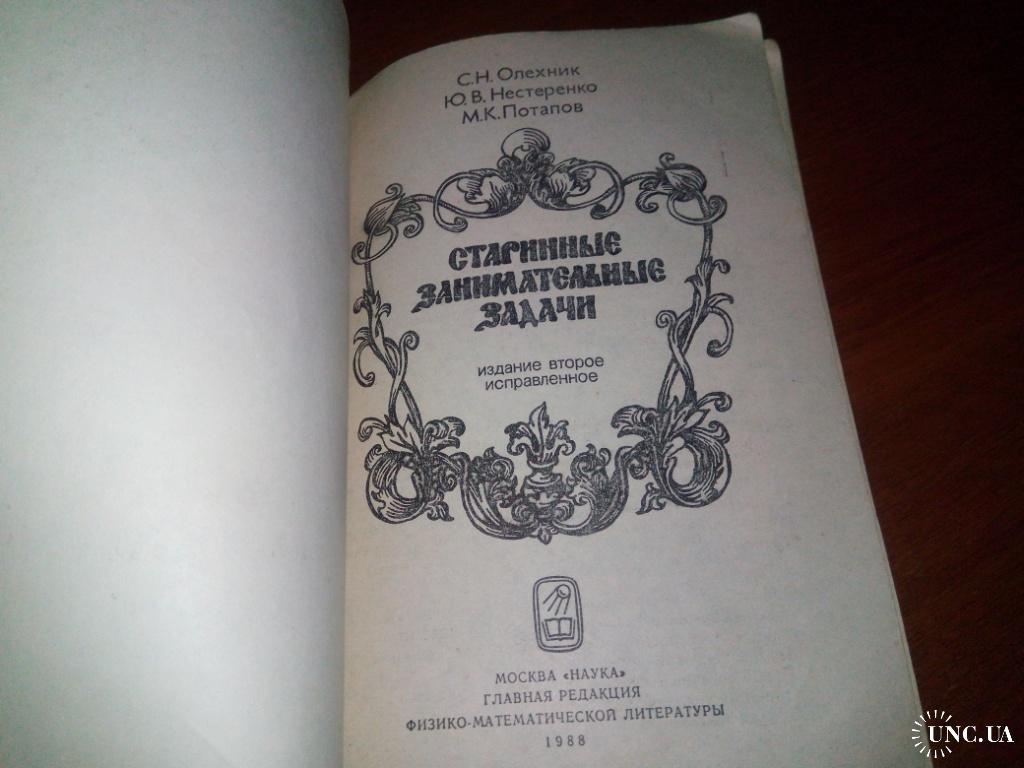 С.Н. Олехник
Ю.В. Нестеренко
М.К. Потапов
СТАРИННЫЕ
ЗАНИМАТЕЛЬНЫЕ
ЗАДАЧИ
издание второе
исправленное
МОСКВА «НАУКА»
ГЛАВНАЯ РЕДАКЦИЯ
ФИЗИКО-МАТЕМАТИЧЕСКОЙ ЛИТЕРАТУРЫ
1988
UNC.UA